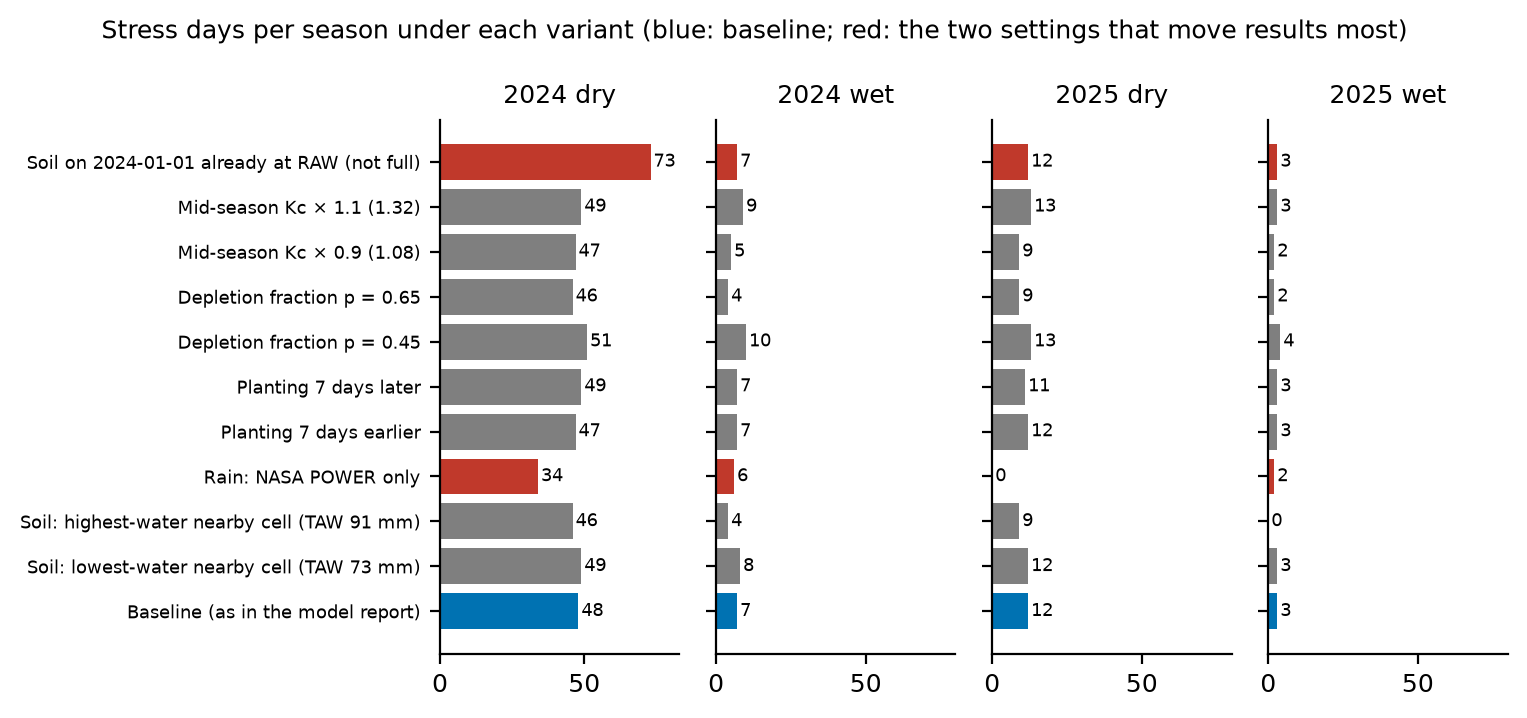 Stress days per season under each variant (blue: baseline; red: the two settings that move results most)
2024 dry 2024 wet 2025 dry 2025 wet
Soil on 2024-01-01 already at RAW (not full) 73 7 12 3
Mid-season Kc × 1.1 (1.32) 49 9 13 3
Mid-season Kc × 0.9 (1.08) 47 5 9 2
Depletion fraction p = 0.65 46 4 9 2
Depletion fraction p = 0.45 51 10 13 4
Planting 7 days later 49 7 11 3
Planting 7 days earlier 47 7 12 3
Rain: NASA POWER only 34 6 0 2
Soil: highest-water nearby cell (TAW 91 mm) 46 4 9 0
Soil: lowest-water nearby cell (TAW 73 mm) 49 8 12 3
Baseline (as in the model report) 48 7 12 3
0 50 0 50 0 50 0 50